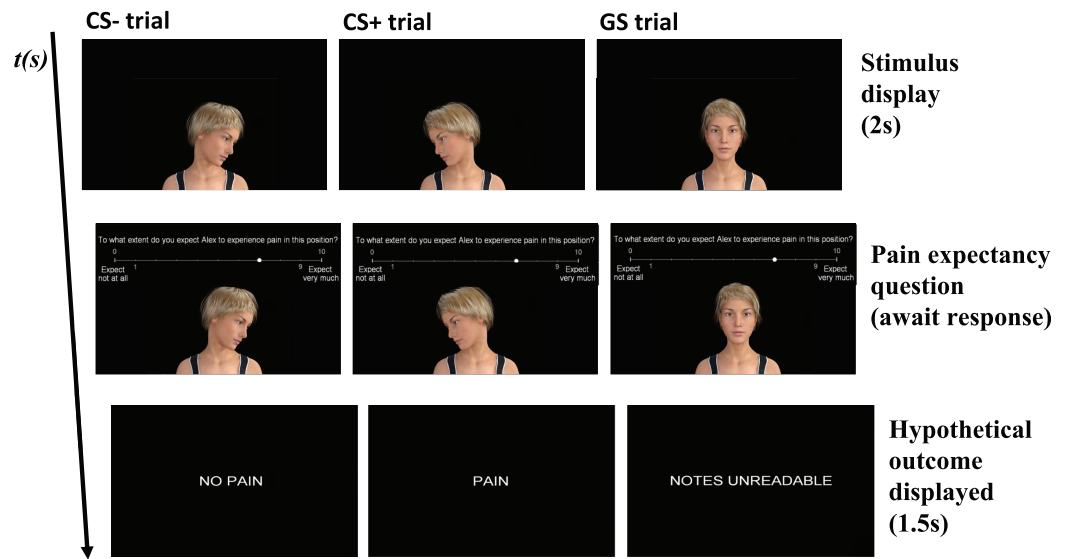 CS- trial
CS+ trial
GS trial
t(s)
Stimulus
display
(2s)
To what extent do you expect Alex to experience pain in this position?
0
10
1
9
Expect
not at all
Expect
very much
To what extent do you expect Alex to experience pain in this position?
0
10
1
9
Expect
not at all
Expect
very much
To what extent do you expect Alex to experience pain in this position?
0
10
1
9
Expect
not at all
Expect
very much
Pain expectancy
question
(await response)
NO PAIN
PAIN
NOTES UNREADABLE
Hypothetical
outcome
displayed
(1.5s)